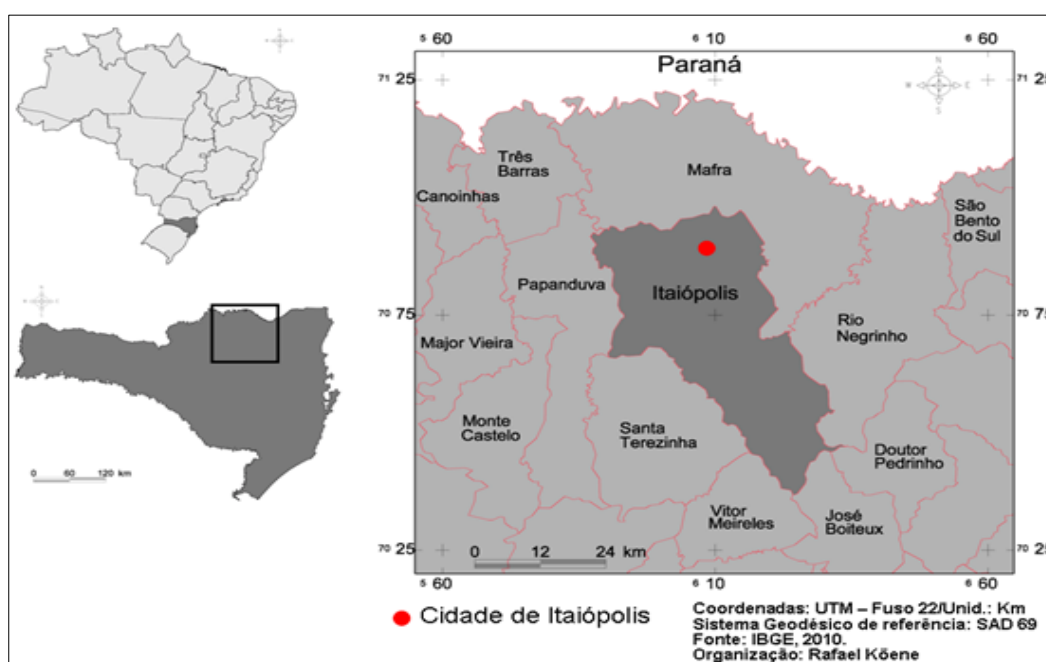 5 60
6 10
6 60
Paraná
71 25
71 25
N
Três
Barras
Mafra
Canoinhas
São
Bento
do Sul
Papanduva
Itaiópolis
70 75
70 75
Major Vieira
Rio
Negrinho
Monte
Castelo
Santa
Terezinha
Doutor
Pedrinho
Vitor
Meireles
José
Boiteux
70 25
70 25
0 12 24 km
5 60
6 10
6 60
0 60 120 km
Cidade de Itaiópolis
Coordenadas: UTM – Fuso 22/Unid.: Km
Sistema Geodésico de referência: SAD 69
Fonte: IBGE, 2010.
Organização: Rafael Köene